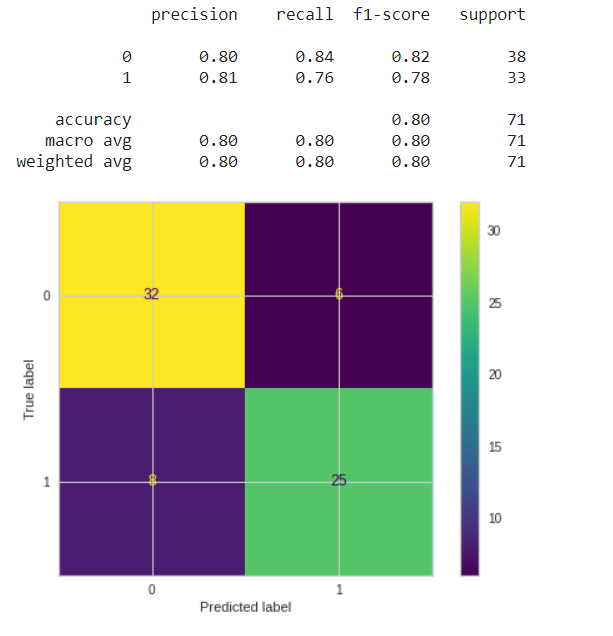 precision recall f1-score support
0 0.80 0.84 0.82 38
1 0.81 0.76 0.78 33
accuracy 0.80 71
macro avg 0.80 0.80 0.80 71
weighted avg 0.80 0.80 0.80 71
30
0 32 6
25
True label
20
15
1 8 25
10
0 1
Predicted label